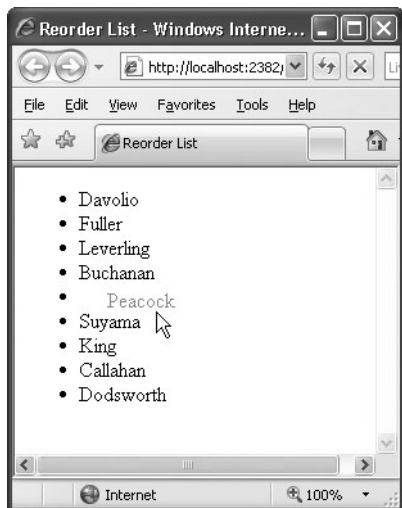 Reorder List - Windows Interne...
http://localhost:2382/
File Edit View Favorites Tools Help
Reorder List
Davolio
Fuller
Leverling
Buchanan
Peacock
Suyama
King
Callahan
Dodsworth
Internet 100%